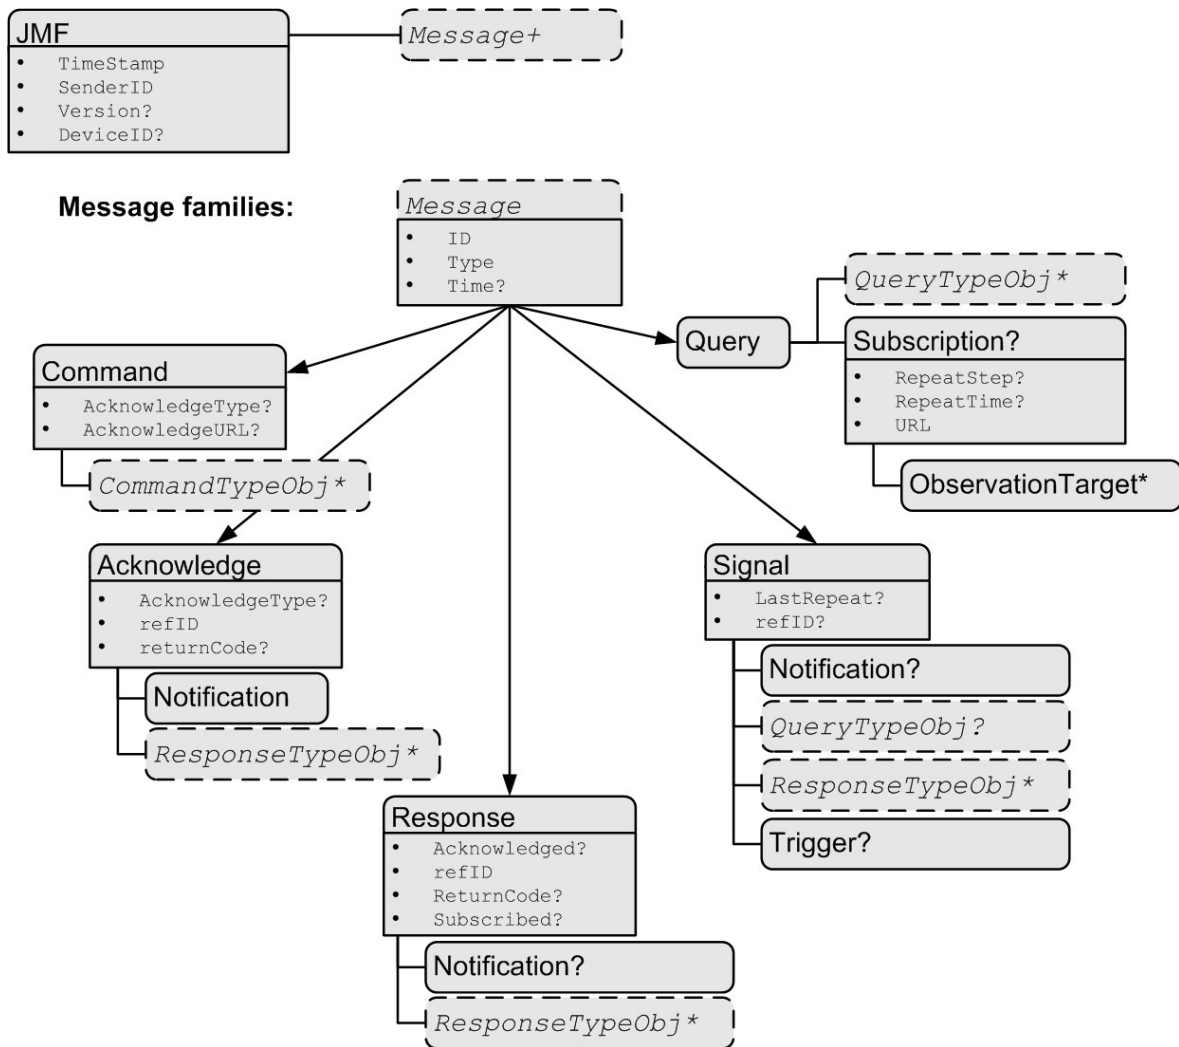 JMF
• TimeStamp
• SenderID
• Version?
• DeviceID?
Message+
Message families:
Message
• ID
• Type
• Time?
Query
QueryTypeObj*
Subscription?
• RepeatStep?
• RepeatTime?
• URL
ObservationTarget*
Command
• AcknowledgeType?
• AcknowledgeURL?
CommandTypeObj*
Acknowledge
• AcknowledgeType?
• refID
• returnCode?
Notification
ResponseTypeObj*
Signal
• LastRepeat?
• refID?
Notification?
QueryTypeObj?
ResponseTypeObj*
Trigger?
Response
• Acknowledged?
• refID
• ReturnCode?
• Subscribed?
Notification?
ResponseTypeObj*